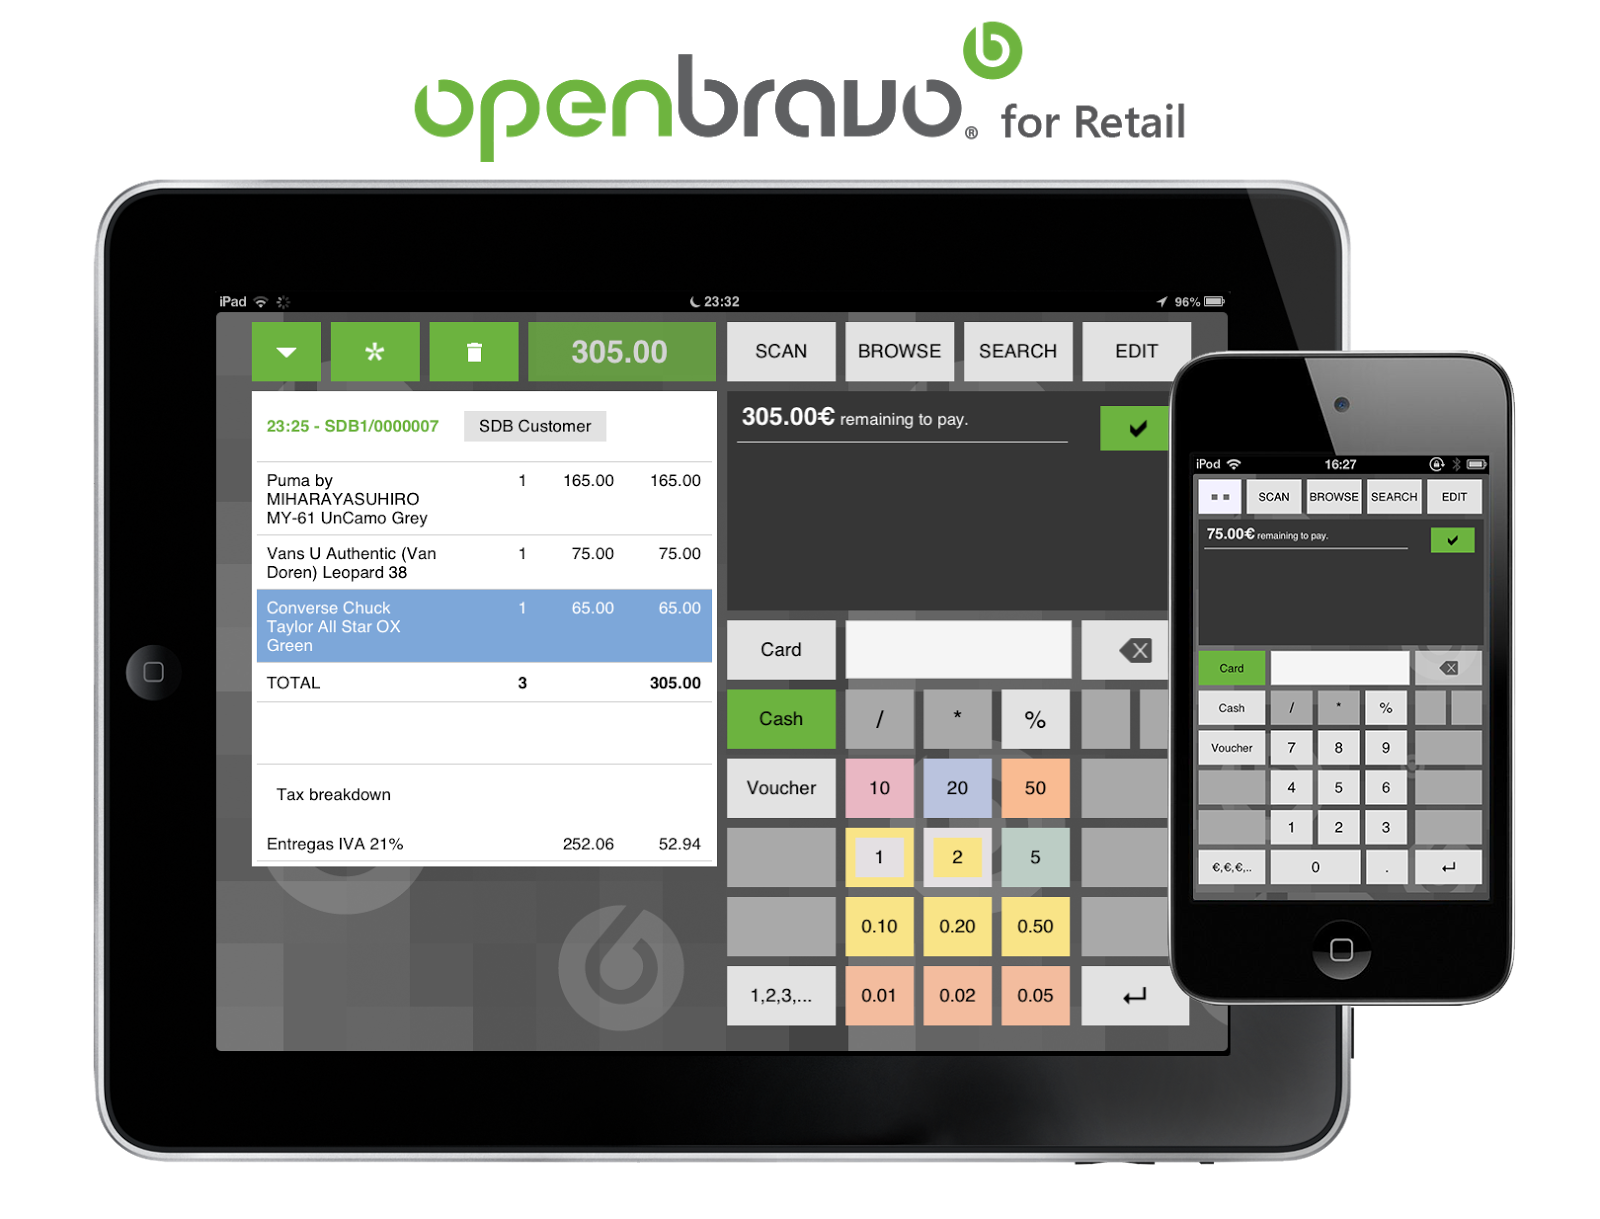 openbravo® for Retail
iPad 23:32 96%
305.00 SCAN BROWSE SEARCH EDIT
23:25 - SDB1/0000007 SDB Customer
Puma by 1 165.00 165.00
MIHARAYASUHIRO
MY-61 UnCamo Grey
Vans U Authentic (Van 1 75.00 75.00
Doren) Leopard 38
Converse Chuck 1 65.00 65.00
Taylor All Star OX
Green
TOTAL 3 305.00
Tax breakdown
Entregas IVA 21% 252.06 52.94
305.00€ remaining to pay.
Card
Cash / * %
Voucher 10 20 50
1 2 5
0.10 0.20 0.50
1,2,3,... 0.01 0.02 0.05
iPod 16:27
SCAN BROWSE SEARCH EDIT
75.00€ remaining to pay.
Card
Cash / * %
Voucher 7 8 9
4 5 6
1 2 3
€,€,€,.. 0 .